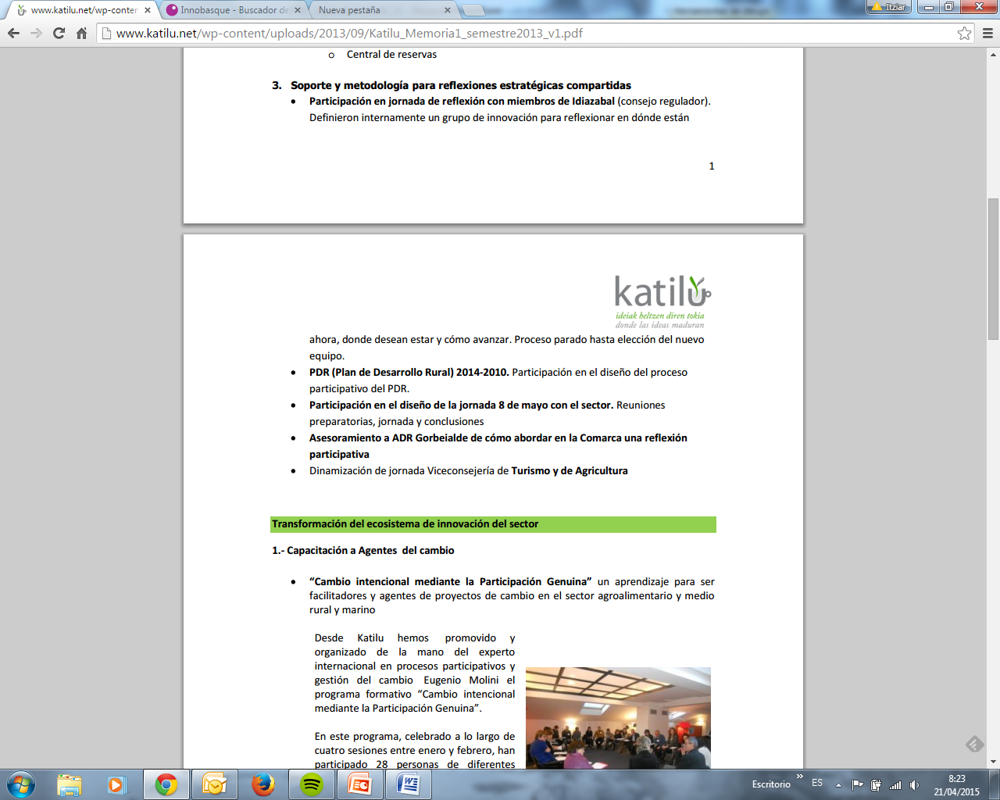 www.katilu.net/wp-conter
Innobasque - Buscador de
Nueva pestaña
Itziar
www.katilu.net/wp-content/uploads/2013/09/Katilu_Memoria1_semestre2013_v1.pdf
o Central de reservas
3. Soporte y metodología para reflexiones estratégicas compartidas
• Participación en jornada de reflexión con miembros de Idiazabal (consejo regulador).
Definieron internamente un grupo de innovación para reflexionar en dónde están
1
katilu
ideiak heltzen diren tokia
donde las ideas maduran
ahora, donde desean estar y cómo avanzar. Proceso parado hasta elección del nuevo
equipo.
• PDR (Plan de Desarrollo Rural) 2014-2010. Participación en el diseño del proceso
participativo del PDR.
• Participación en el diseño de la jornada 8 de mayo con el sector. Reuniones
preparatorias, jornada y conclusiones
• Asesoramiento a ADR Gorbeialde de cómo abordar en la Comarca una reflexión
participativa
• Dinamización de jornada Viceconsejería de Turismo y de Agricultura
Transformación del ecosistema de innovación del sector
1.- Capacitación a Agentes del cambio
• “Cambio intencional mediante la Participación Genuina” un aprendizaje para ser
facilitadores y agentes de proyectos de cambio en el sector agroalimentario y medio
rural y marino
Desde Katilu hemos promovido y
organizado de la mano del experto
internacional en procesos participativos y
gestión del cambio Eugenio Molini el
programa formativo “Cambio intencional
mediante la Participación Genuina”.
En este programa, celebrado a lo largo de
cuatro sesiones entre enero y febrero, han
participado 28 personas de diferentes
Escritorio
»
ES
8:23
21/04/2015